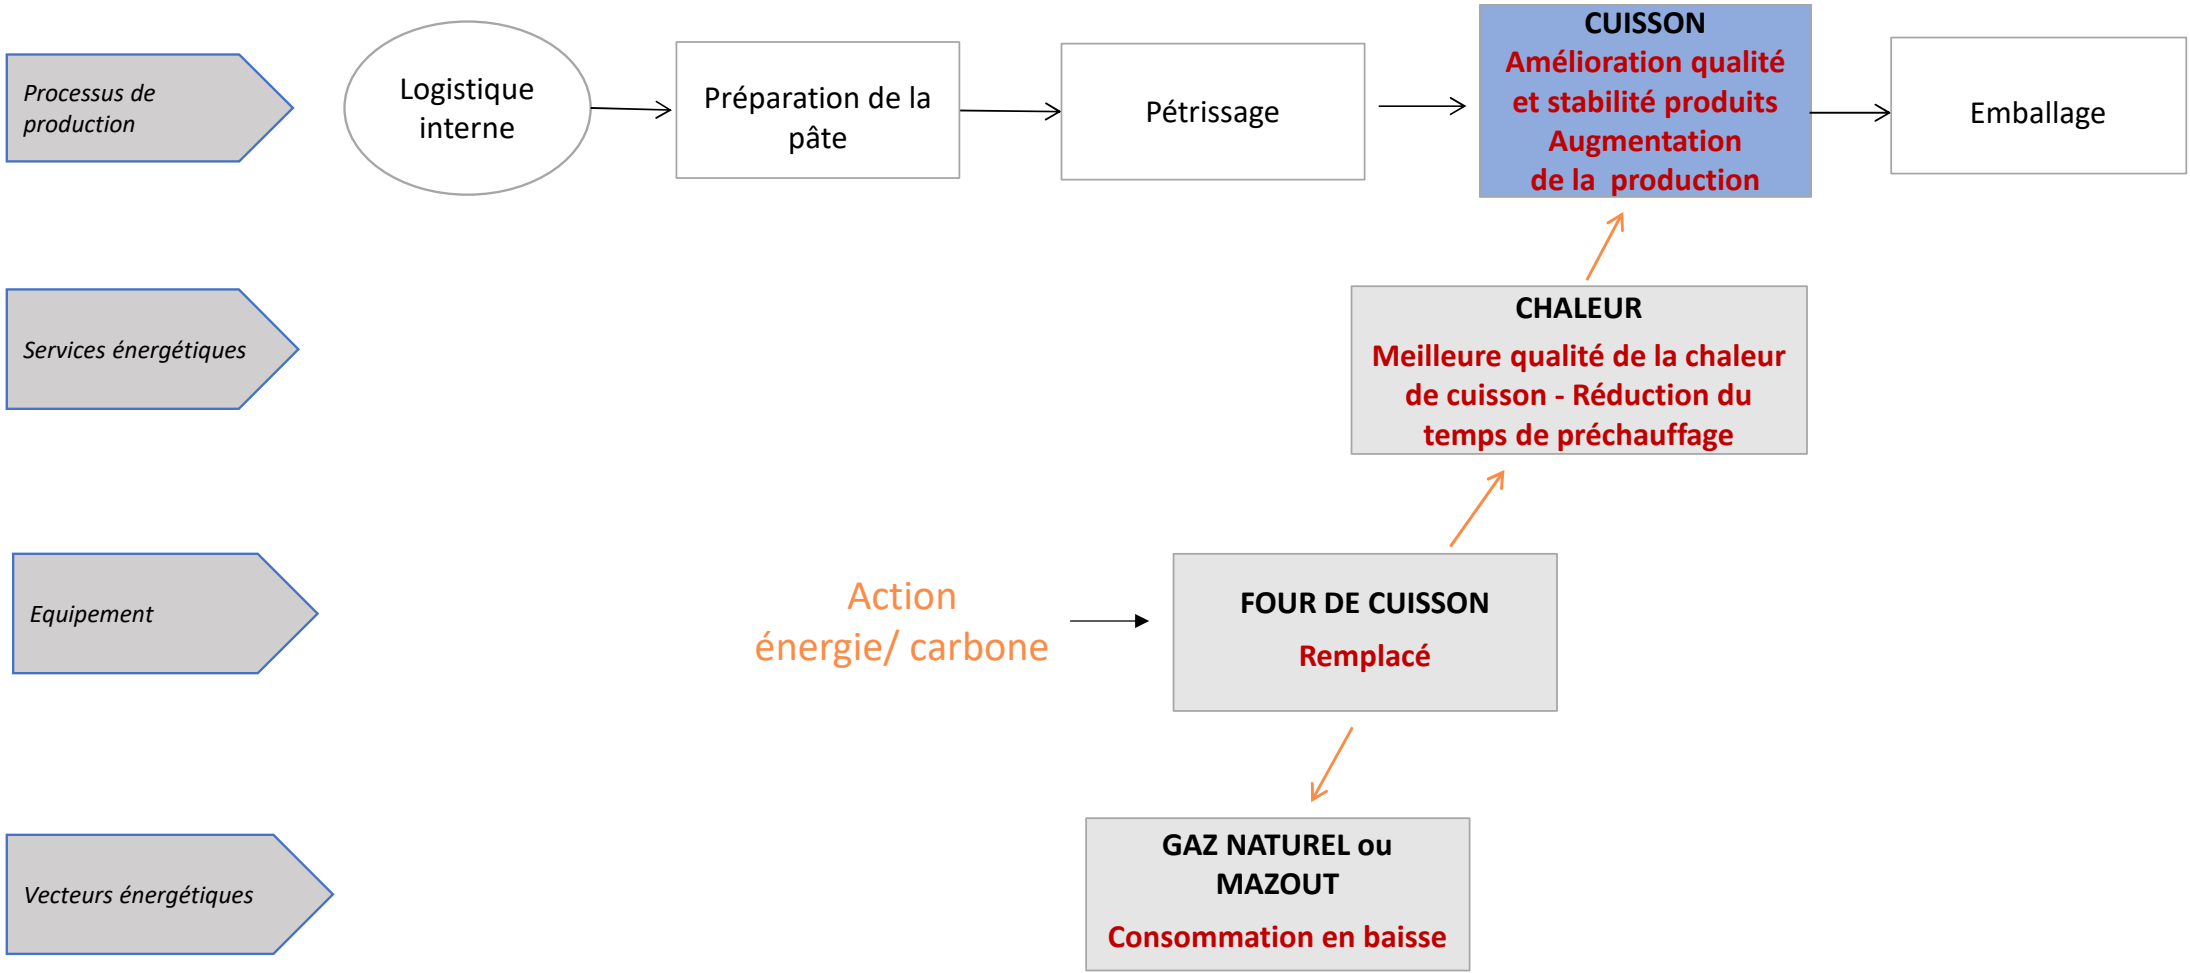 Processus de
production
Logistique
interne
Préparation de la
pâte
Pétrissage
CUISSON
Amélioration qualité
et stabilité produits
Augmentation
de la production
Emballage
Services énergétiques
CHALEUR
Meilleure qualité de la chaleur
de cuisson - Réduction du
temps de préchauffage
Equipement
Action
énergie/ carbone
FOUR DE CUISSON
Remplacé
Vecteurs énergétiques
GAZ NATUREL ou
MAZOUT
Consommation en baisse